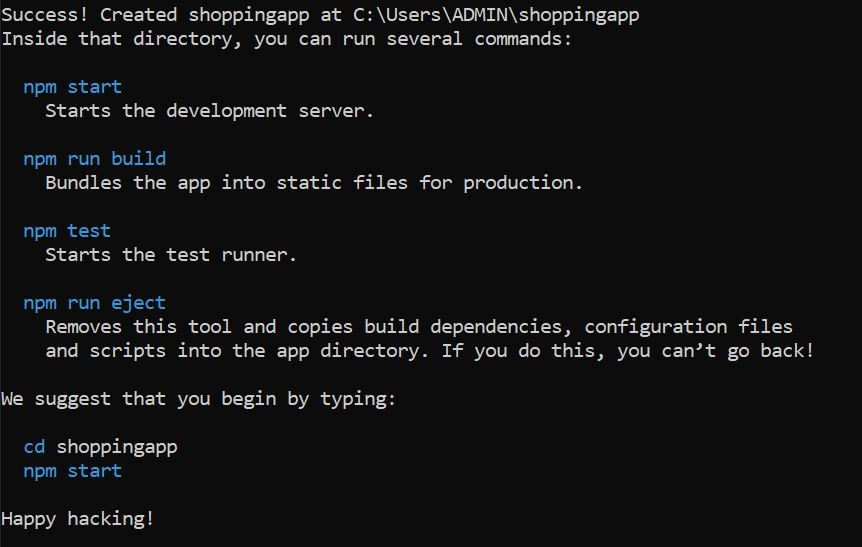 Success! Created shoppingapp at C:\Users\ADMIN\shoppingapp
Inside that directory, you can run several commands:
npm start
Starts the development server.
npm run build
Bundles the app into static files for production.
npm test
Starts the test runner.
npm run eject
Removes this tool and copies build dependencies, configuration files
and scripts into the app directory. If you do this, you can’t go back!
We suggest that you begin by typing:
cd shoppingapp
npm start
Happy hacking!